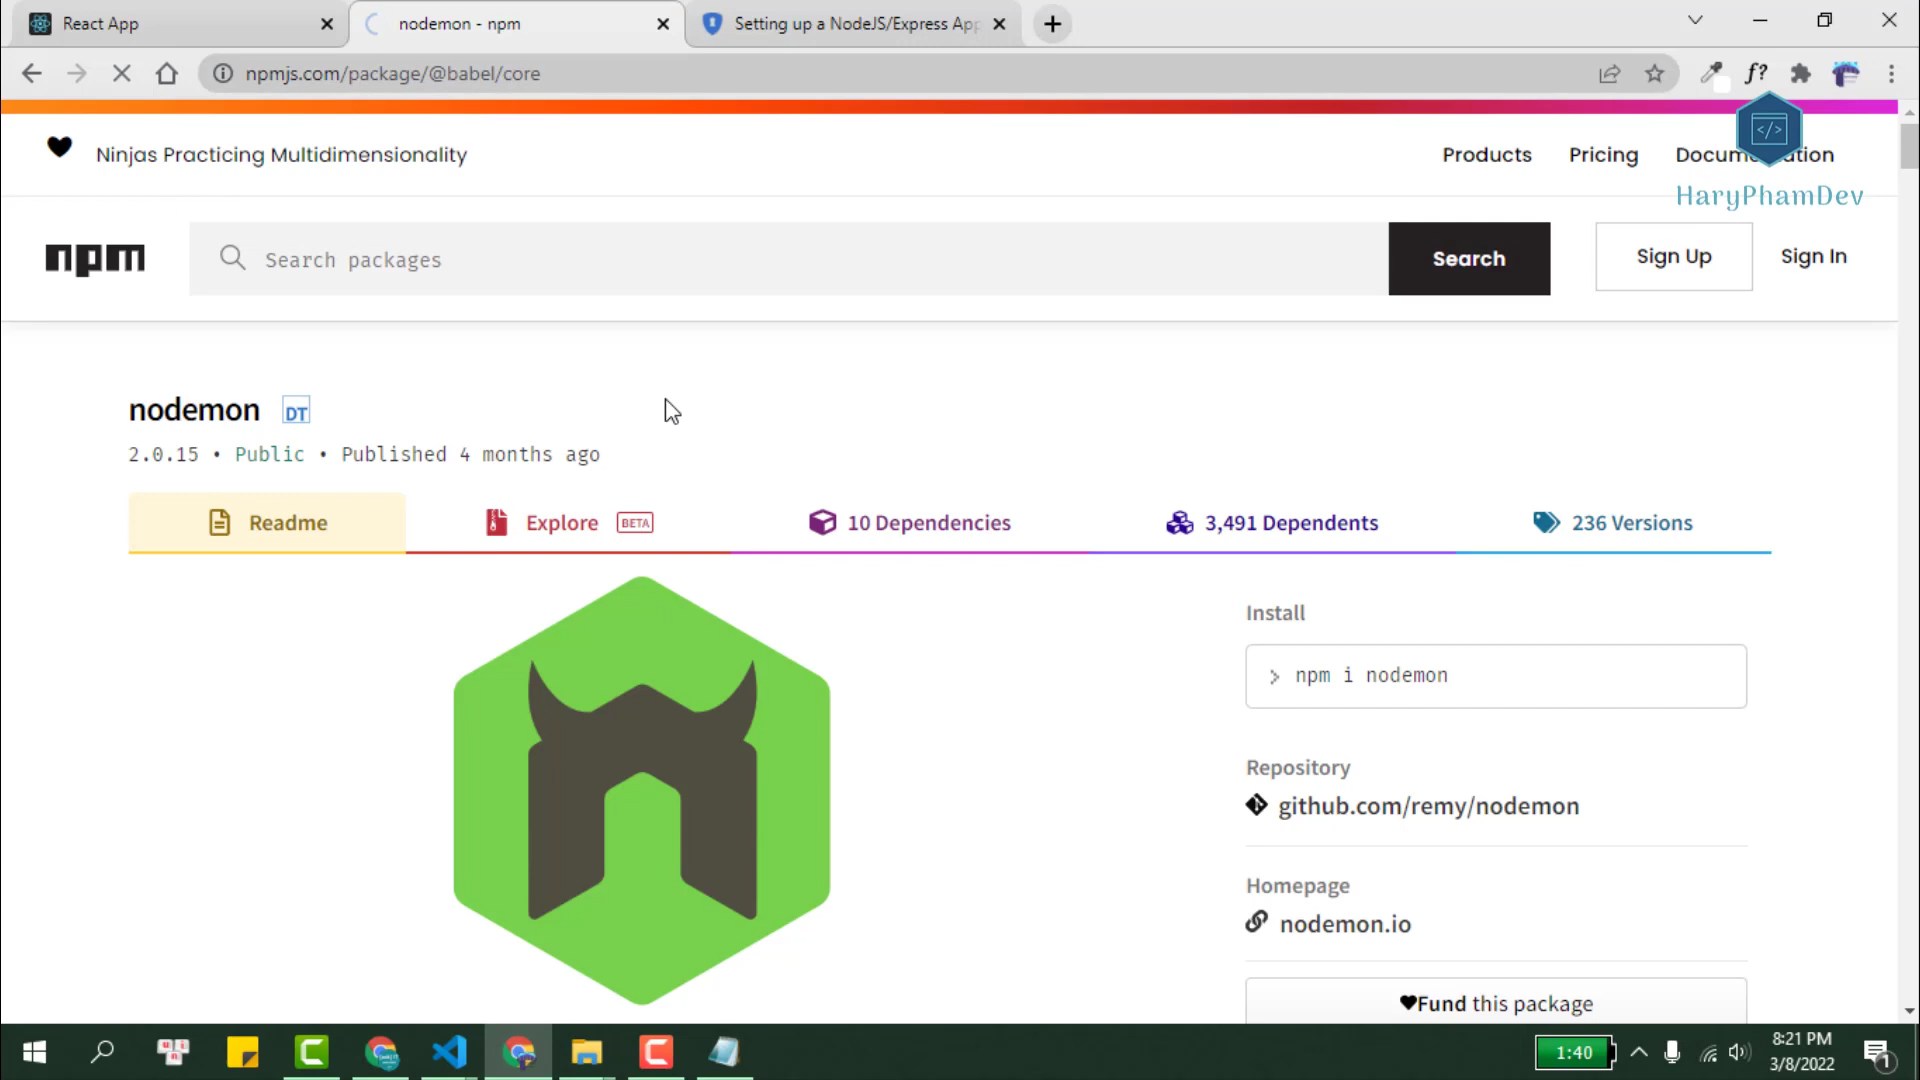 React App
nodemon - npm
Setting up a NodeJS/Express App
npmjs.com/package/@babel/core
f?
Ninjas Practicing Multidimensionality
Products
Pricing
Documentation
</>
HaryPhamDev
npm
Search packages
Search
Sign Up
Sign In
nodemon
DT
2.0.15 • Public • Published 4 months ago
Readme
Explore BETA
10 Dependencies
3,491 Dependents
236 Versions
Install
> npm i nodemon
Repository
github.com/remy/nodemon
Homepage
nodemon.io
Fund this package
1:40
8:21 PM
3/8/2022
1